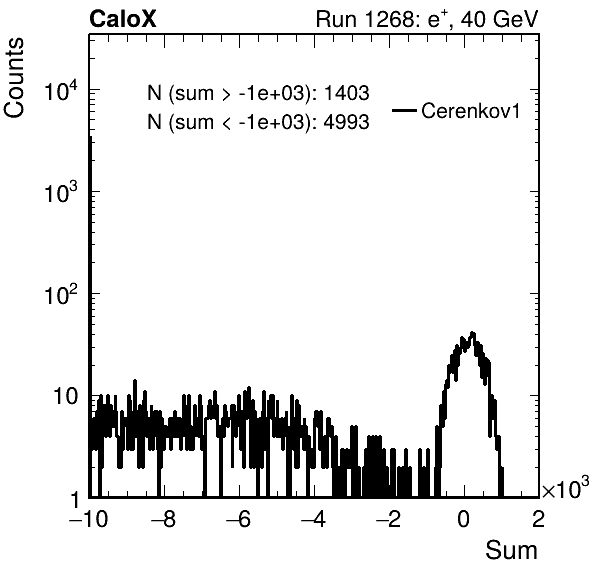 CaloX Run 1268: e⁺, 40 GeV
Counts
N (sum > -1e+03): 1403
N (sum < -1e+03): 4993
Cerenkov1
10⁴
10³
10²
10
1
−10 −8 −6 −4 −2 0 2
×10³
Sum